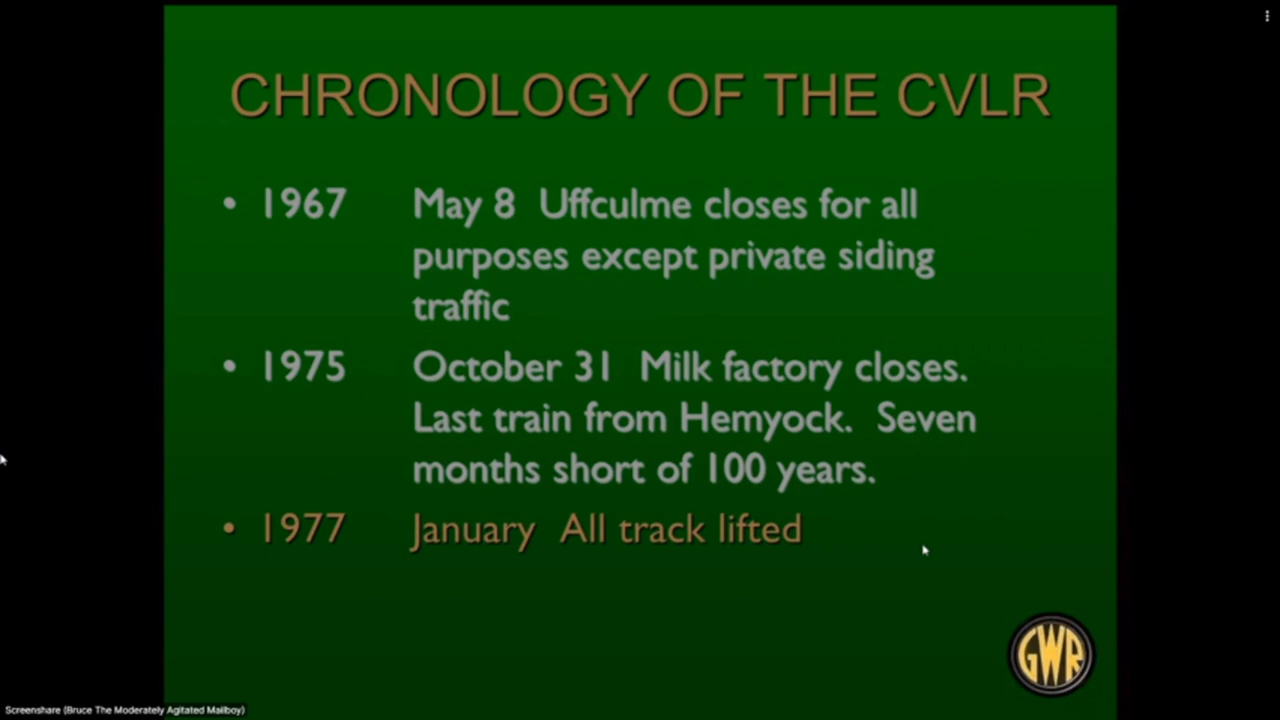 CHRONOLOGY OF THE CVLR
• 1967 May 8 Uffculme closes for all
purposes except private siding
traffic
• 1975 October 31 Milk factory closes.
Last train from Hemyock. Seven
months short of 100 years.
• 1977 January All track lifted
GWR
Screenshare (Bruce The Moderately Agitated Mailboy)